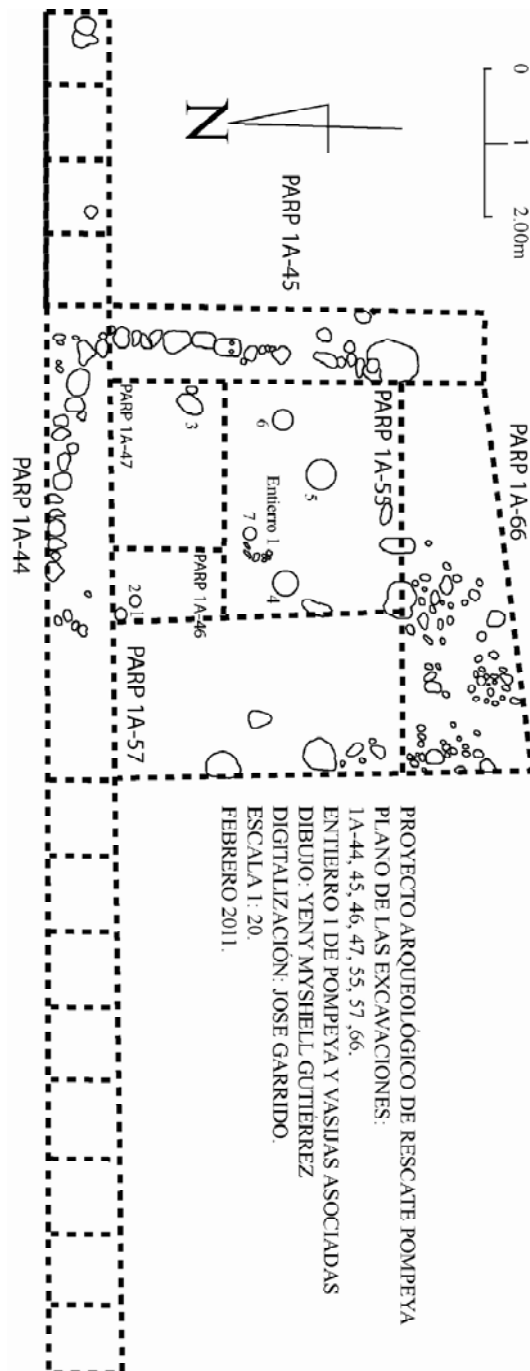 0 1 2.00m
N
PARP 1A-45
PARP 1A-66
PARP 1A-55
PARP 1A-47
PARP 1A-46
PARP 1A-44
PARP 1A-57
Entierro 1
6
5
3
7
4
2
1
PROYECTO ARQUEOLÓGICO DE RESCATE POMPEYA
PLANO DE LAS EXCAVACIONES:
1A-44, 45, 46, 47, 55, 57 ,66.
ENTIERRO 1 DE POMPEYA Y VASIJAS ASOCIADAS
DIBUJO: YENY MYSHELL GUTIÉRREZ
DIGITALIZACIÓN: JOSE GARRIDO.
ESCALA 1: 20.
FEBRERO 2011.